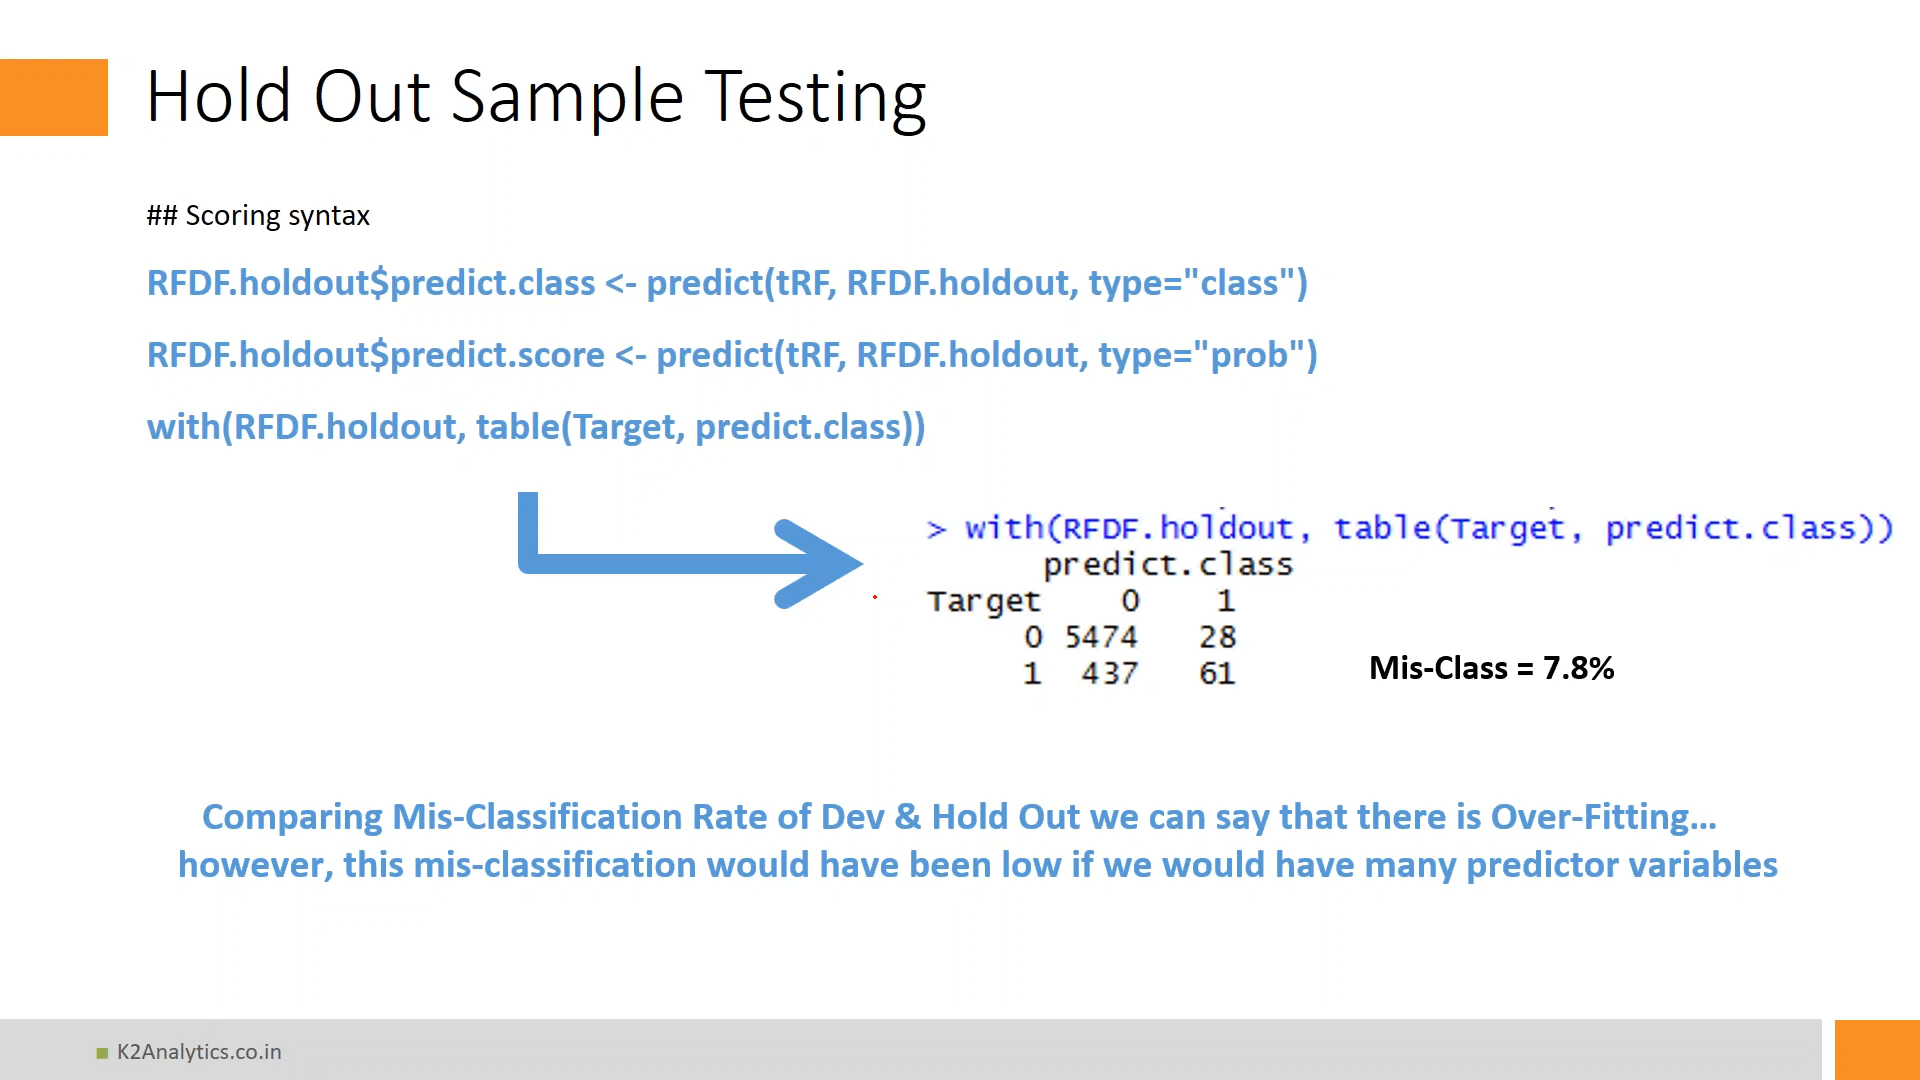 Hold Out Sample Testing
## Scoring syntax
RFDF.holdout$predict.class <- predict(tRF, RFDF.holdout, type="class")
RFDF.holdout$predict.score <- predict(tRF, RFDF.holdout, type="prob")
with(RFDF.holdout, table(Target, predict.class))
> with(RFDF.holdout, table(Target, predict.class))
predict.class
Target 0 1
0 5474 28
1 437 61
Mis-Class = 7.8%
Comparing Mis-Classification Rate of Dev & Hold Out we can say that there is Over-Fitting...
however, this mis-classification would have been low if we would have many predictor variables
K2Analytics.co.in